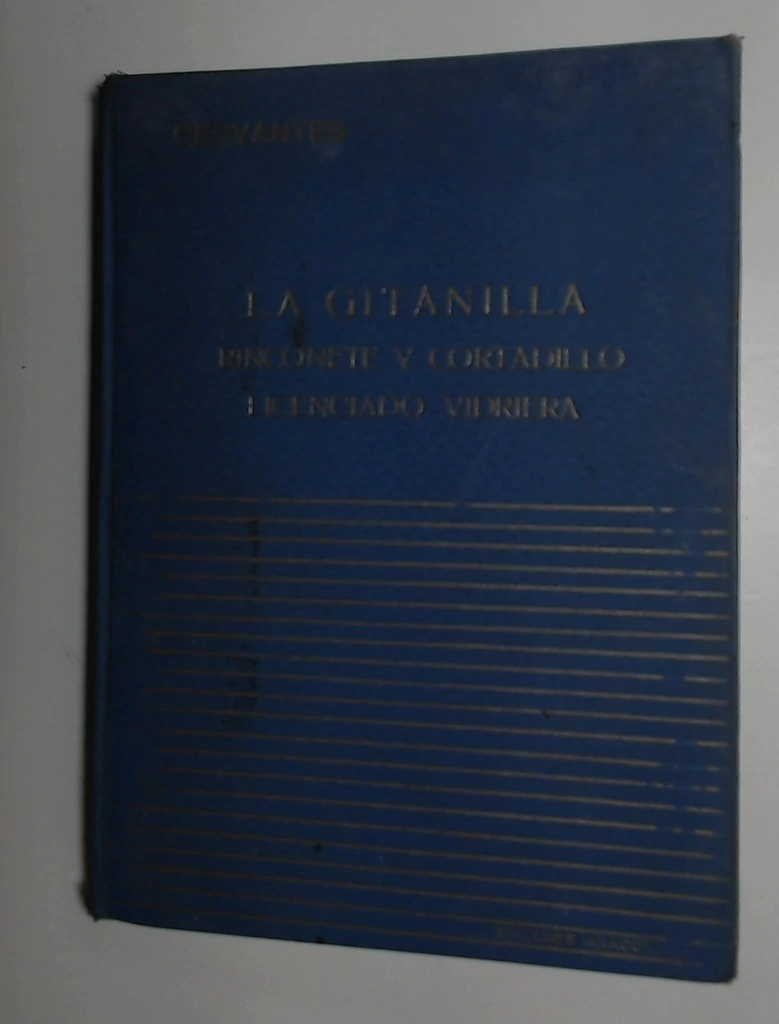 CERVANTES
LA GITANILLA
RINCONETE Y CORTADILLO
LICENCIADO VIDRIERA